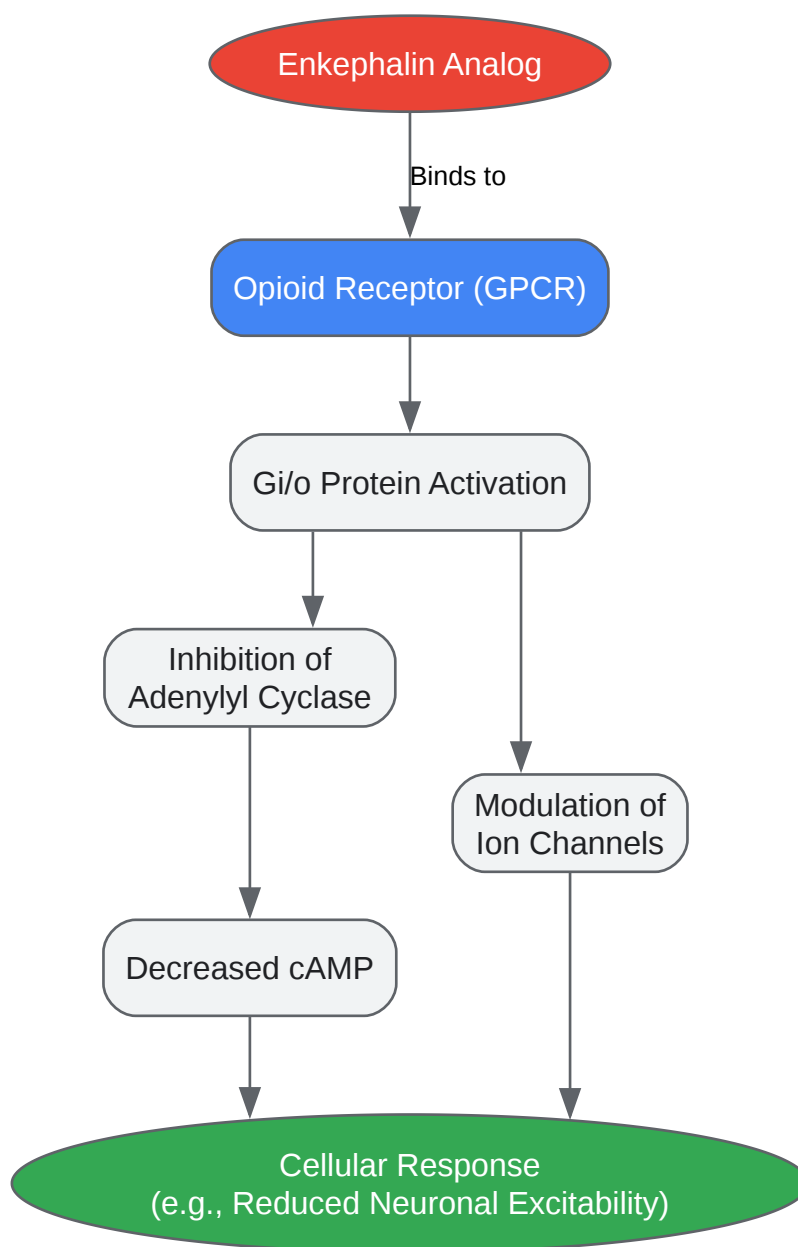 Enkephalin Analog
Binds to
Opioid Receptor (GPCR)
Gi/o Protein Activation
Inhibition of
Adenylyl Cyclase
Modulation of
Ion Channels
Decreased cAMP
Cellular Response
(e.g., Reduced Neuronal Excitability)